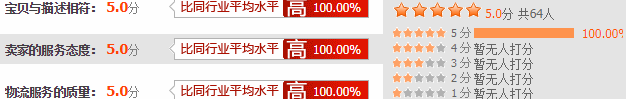 宝贝与描述相符： 5.0分 比同行业平均水平 高 100.00%
卖家的服务态度： 5.0分 比同行业平均水平 高 100.00%
物流服务的质量： 5.0分 比同行业平均水平 高 100.00%
5.0分 共64人
5 分 100.00%
4 分 暂无人打分
3 分 暂无人打分
2 分 暂无人打分
1 分 暂无人打分